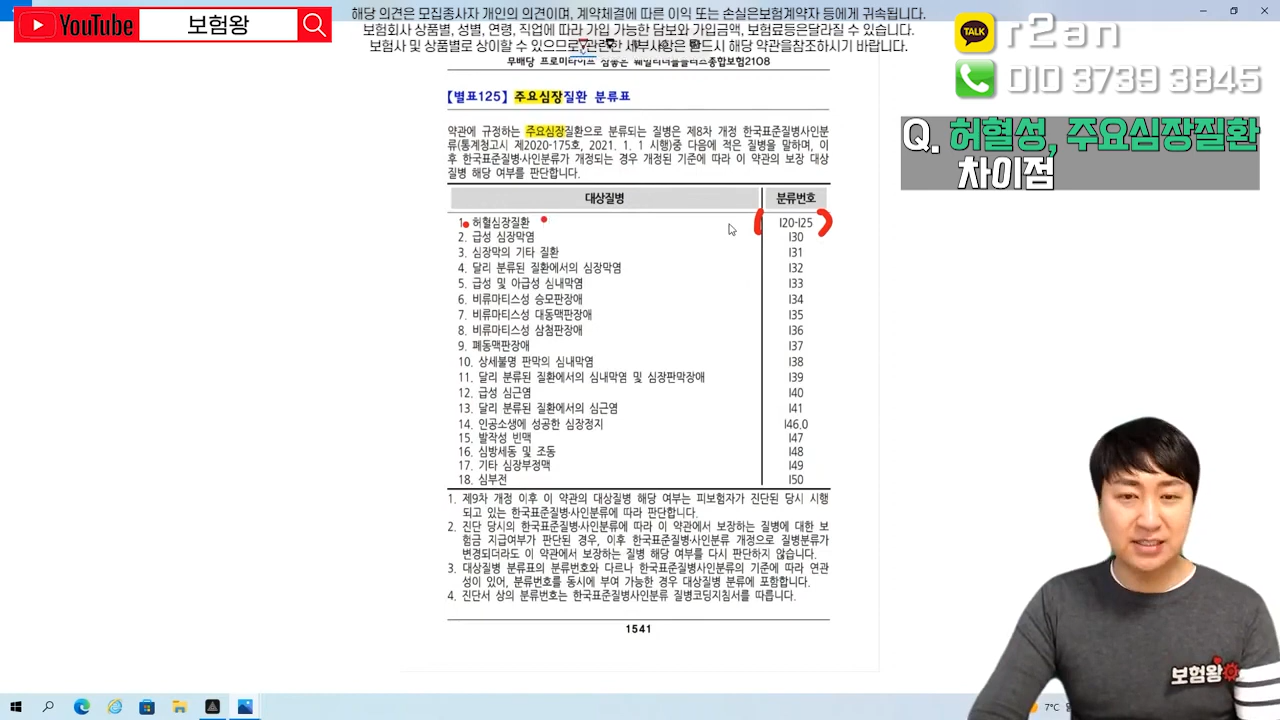 해당 의견은 모집종사자 개인의 의견이며, 계약체결에 따른 이익 또는 손실은보험계약자 등에게 귀속됩니다.
보험회사 상품별, 성별, 연령, 직업에 따라 가입 가능한 담보와 가입금액, 보험료등은달라질 수 있습니다.
보험사 및 상품별로 상이할 수 있으므로, 관련한 세부사항은 반드시 해당 약관을참조하시기 바랍니다.
YouTube 보험왕
TALK r2an
010 3739 3845
Q. 허혈성, 주요심장질환
차이점
무배당 프로미라이프 참좋은 훼밀리더블플러스종합보험2108
【별표125】 주요심장질환 분류표
약관에 규정하는 주요심장질환으로 분류되는 질병은 제8차 개정 한국표준질병사인분
류(통계청고시 제2020-175호, 2021. 1. 1 시행)중 다음에 적은 질병을 말하며, 이
후 한국표준질병·사인분류가 개정되는 경우 개정된 기준에 따라 이 약관의 보장 대상
질병 해당 여부를 판단합니다.
대상질병 분류번호
1. 허혈심장질환 I20-I25
2. 급성 심장막염 I30
3. 심장막의 기타 질환 I31
4. 달리 분류된 질환에서의 심장막염 I32
5. 급성 및 아급성 심내막염 I33
6. 비류마티스성 승모판장애 I34
7. 비류마티스성 대동맥판장애 I35
8. 비류마티스성 삼첨판장애 I36
9. 폐동맥판장애 I37
10. 상세불명 판막의 심내막염 I38
11. 달리 분류된 질환에서의 심내막염 및 심장판막장애 I39
12. 급성 심근염 I40
13. 달리 분류된 질환에서의 심근염 I41
14. 인공소생에 성공한 심장정지 I46.0
15. 발작성 빈맥 I47
16. 심방세동 및 조동 I48
17. 기타 심장부정맥 I49
18. 심부전 I50
1. 제9차 개정 이후 이 약관의 대상질병 해당 여부는 피보험자가 진단된 당시 시행
되고 있는 한국표준질병·사인분류에 따라 판단합니다.
2. 진단 당시의 한국표준질병·사인분류에 따라 이 약관에서 보장하는 질병에 대한 보
험금 지급여부가 판단된 경우, 이후 한국표준질병·사인분류 개정으로 질병분류가
변경되더라도 이 약관에서 보장하는 질병 해당 여부를 다시 판단하지 않습니다.
3. 대상질병 분류표의 분류번호와 다르나 한국표준질병사인분류의 기준에 따라 연관
성이 있어, 분류번호를 동시에 부여 가능한 경우 대상질병 분류에 포함합니다.
4. 진단서 상의 분류번호는 한국표준질병사인분류 질병코딩지침서를 따릅니다.
1541
보험왕
7°C